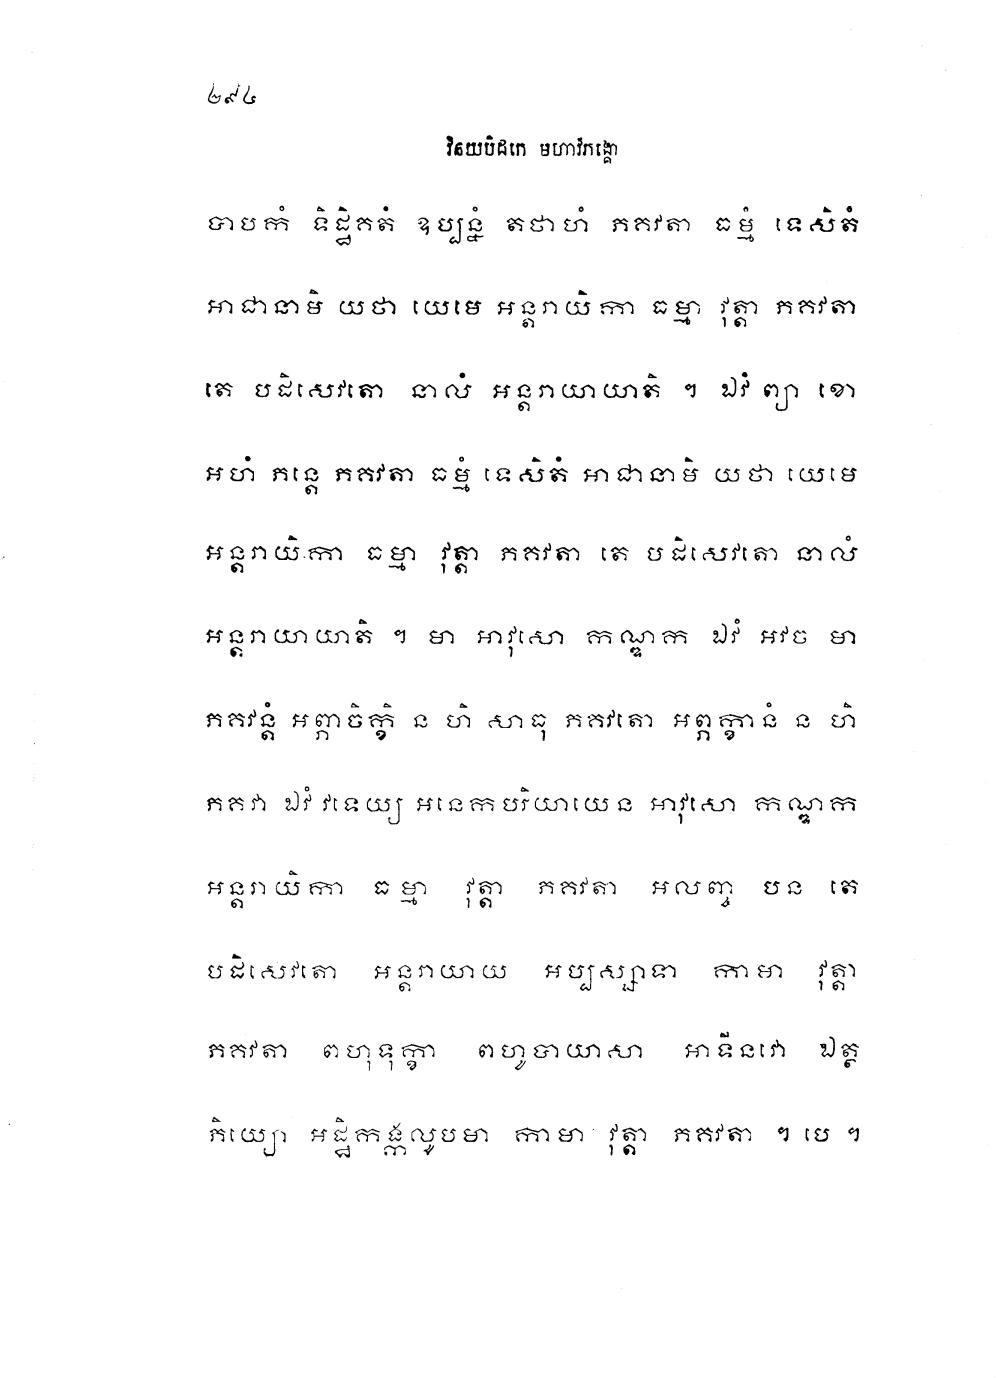 ២៩៤
វិនយបិដកេ មហាវិភង្គោ
បាបកំ ទិដ្ឋិគតំ ឧប្បន្នំ តថាហំ ភគវតា ធម្មំ ទេសិតំ
អាជានាមិ យថា យេមេ អន្តរាយិកា ធម្មា វុត្តា ភគវតា
តេ បដិសេវតោ នាលំ អន្តរាយាយាតិ ។ ឯវំ ព្យា ខោ
អហំ ភន្តេ ភគវតា ធម្មំ ទេសិតំ អាជានាមិ យថា យេមេ
អន្តរាយិកា ធម្មា វុត្តា ភគវតា តេ បដិសេវតោ នាលំ
អន្តរាយាយាតិ ។ មា អាវុសោ កណ្ឌក ឯវំ អវច មា
ភគវន្តំ អព្ភាចិក្ខិ ន ហិ សាធុ ភគវតោ អព្ភក្ខានំ ន ហិ
ភគវា ឯវំ វទេយ្យ អនេកបរិយាយេន អាវុសោ កណ្ឌក
អន្តរាយិកា ធម្មា វុត្តា ភគវតា អលញ្ច បន តេ
បដិសេវតោ អន្តរាយាយ អប្បស្សាទា កាមា វុត្តា
ភគវតា ពហុទុក្ខា ពហូបាយាសា អាទីនវោ ឯត្ថ
ភិយ្យោ អដ្ឋិកង្កលូបមា កាមា វុត្តា ភគវតា ។ បេ ។